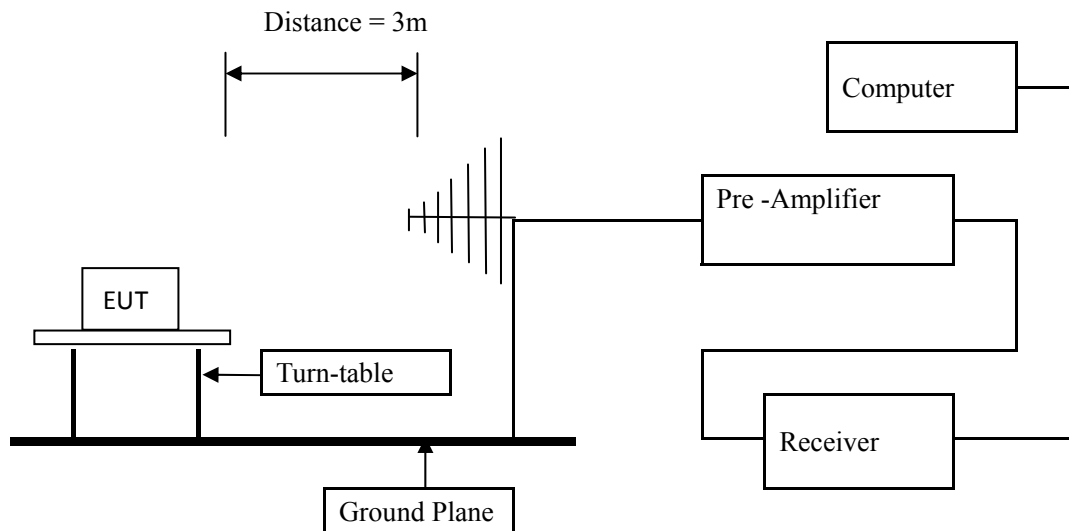 Distance = 3m
Computer
Pre -Amplifier
EUT
Turn-table
Receiver
Ground Plane